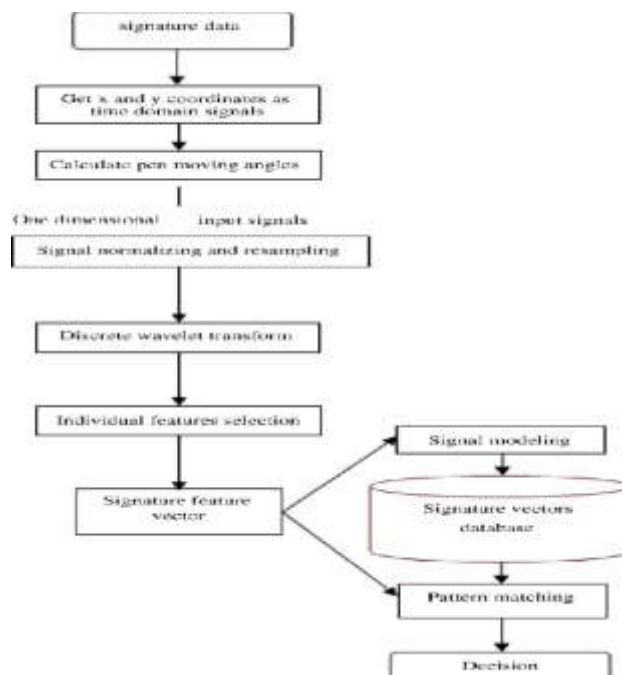 signature data
Get x and y coordinates as
time domain signals
Calculate pen moving angles
One dimensional input signals
Signal normalizing and resampling
Discrete wavelet transform
Individual features selection
Signature feature
vector
Signal modeling
Signature vectors
database
Pattern matching
Decision